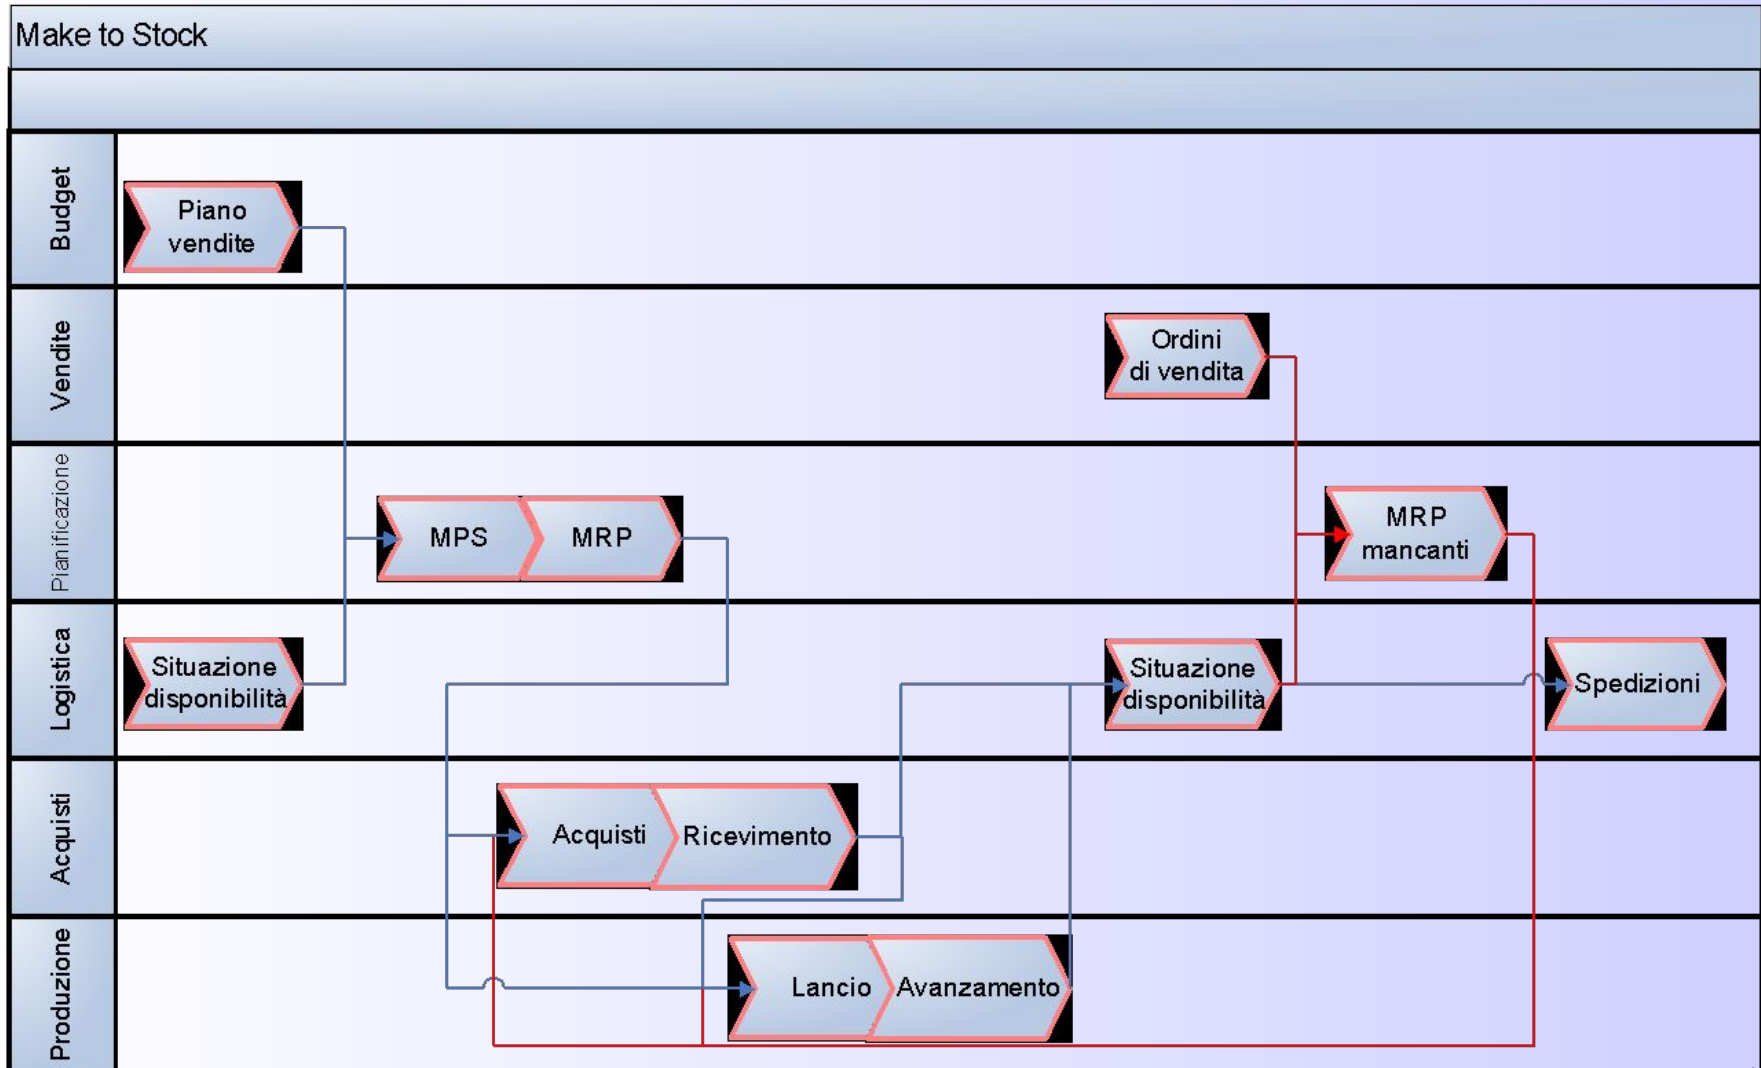 Make to Stock
Budget
Piano
vendite
Vendite
Ordini
di vendita
Pianificazione
MPS
MRP
MRP
mancanti
Logistica
Situazione
disponibilità
Situazione
disponibilità
Spedizioni
Acquisti
Acquisti
Ricevimento
Produzione
Lancio
Avanzamento